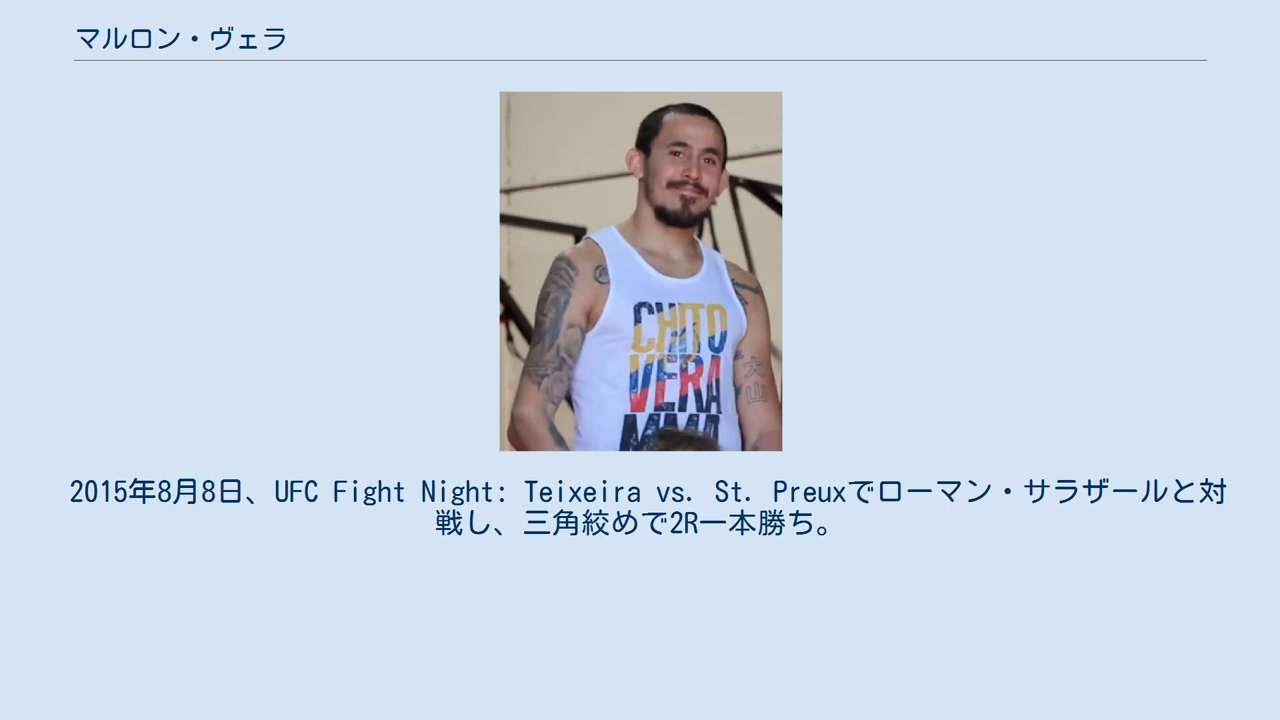 マルロン・ヴェラ
CHITO
VERA
MMA
大
山
2015年8月8日、UFC Fight Night: Teixeira vs. St. Preuxでローマン・サラザールと対
戦し、三角絞めで2R一本勝ち。